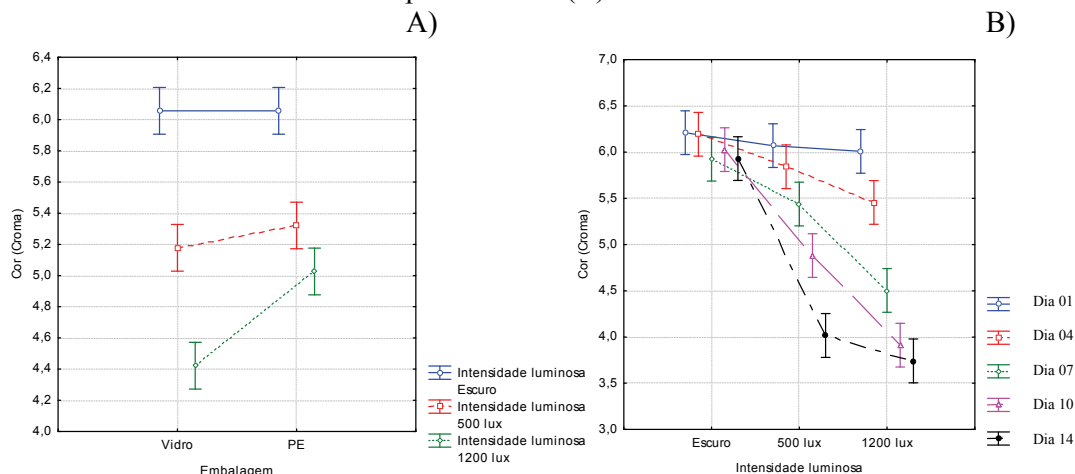 A)
B)
6,4
6,2
6,0
5,8
5,6
5,4
5,2
5,0
4,8
4,6
4,4
4,2
4,0
Cor (Croma)
Vidro PE
Embalagem
Intensidade luminosa
Escuro
Intensidade luminosa
500 lux
Intensidade luminosa
1200 lux
7,0
6,5
6,0
5,5
5,0
4,5
4,0
3,5
3,0
Cor (Croma)
Escuro 500 lux 1200 lux
Intensidade luminosa
Dia 01
Dia 04
Dia 07
Dia 10
Dia 14